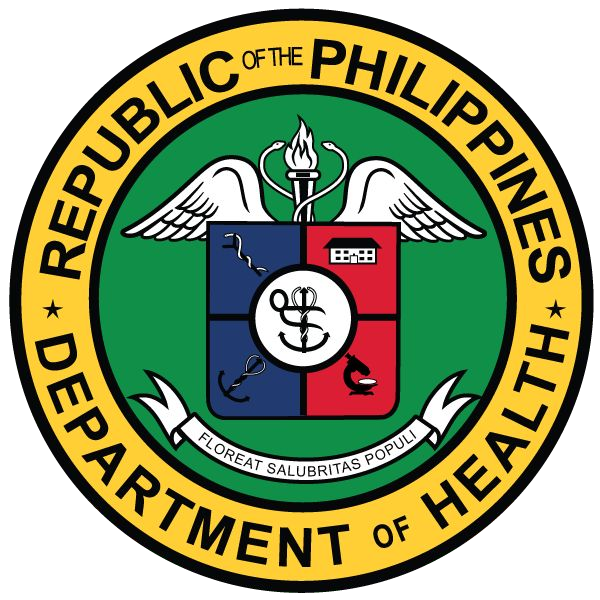 REPUBLIC OF THE PHILIPPINES
DEPARTMENT OF HEALTH
FLOREAT SALUBRITAS POPULI